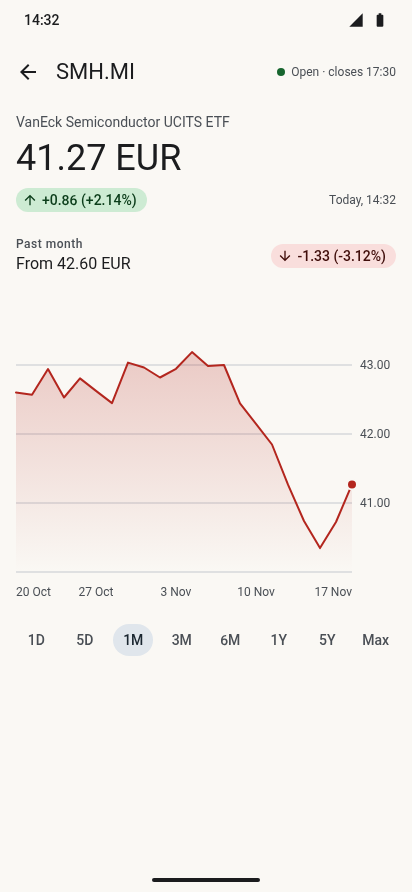 14:32
SMH.MI
Open · closes 17:30
VanEck Semiconductor UCITS ETF
41.27 EUR
+0.86 (+2.14%)
Today, 14:32
Past month
From 42.60 EUR
-1.33 (-3.12%)
43.00
42.00
41.00
20 Oct 27 Oct 3 Nov 10 Nov 17 Nov
1D 5D 1M 3M 6M 1Y 5Y Max